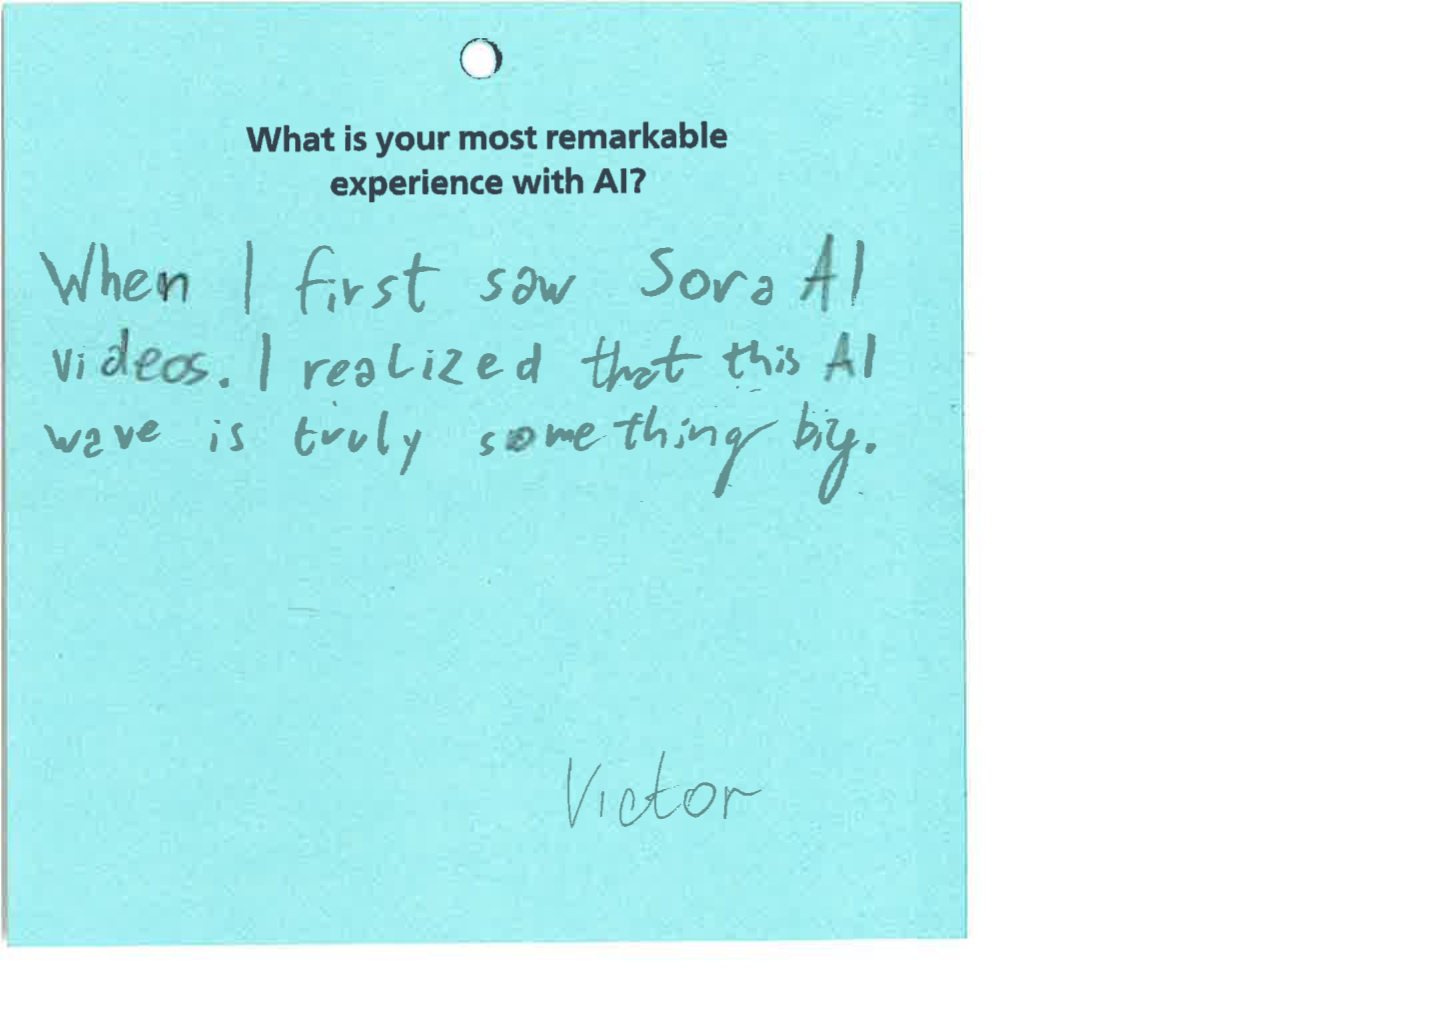 What is your most remarkable
experience with AI?
When I first saw Sora AI
videos. I realized that this AI
wave is truly something big.
Victor